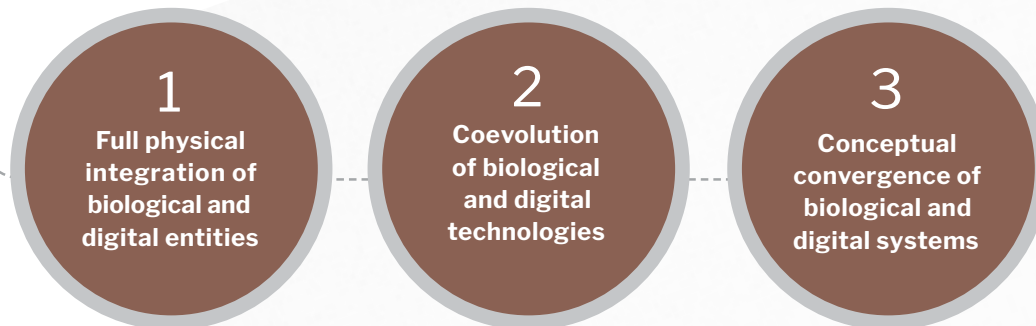 1
Full physical
integration of
biological and
digital entities
2
Coevolution
of biological
and digital
technologies
3
Conceptual
convergence of
biological and
digital systems